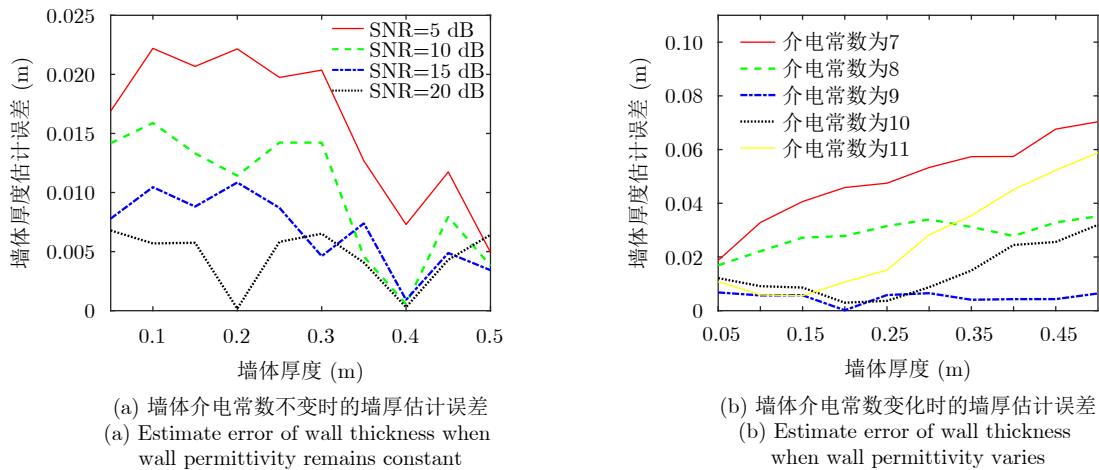 0.025
0.020
0.015
0.010
0.005
0
墙体厚度估计误差 (m)
SNR=5 dB
SNR=10 dB
SNR=15 dB
SNR=20 dB
0.1 0.2 0.3 0.4 0.5
墙体厚度 (m)
(a) 墙体介电常数不变时的墙厚估计误差
(a) Estimate error of wall thickness when
wall permittivity remains constant
0.10
0.08
0.06
0.04
0.02
0
墙体厚度估计误差 (m)
介电常数为7
介电常数为8
介电常数为9
介电常数为10
介电常数为11
0.05 0.15 0.25 0.35 0.45
墙体厚度 (m)
(b) 墙体介电常数变化时的墙厚估计误差
(b) Estimate error of wall thickness
when wall permittivity varies